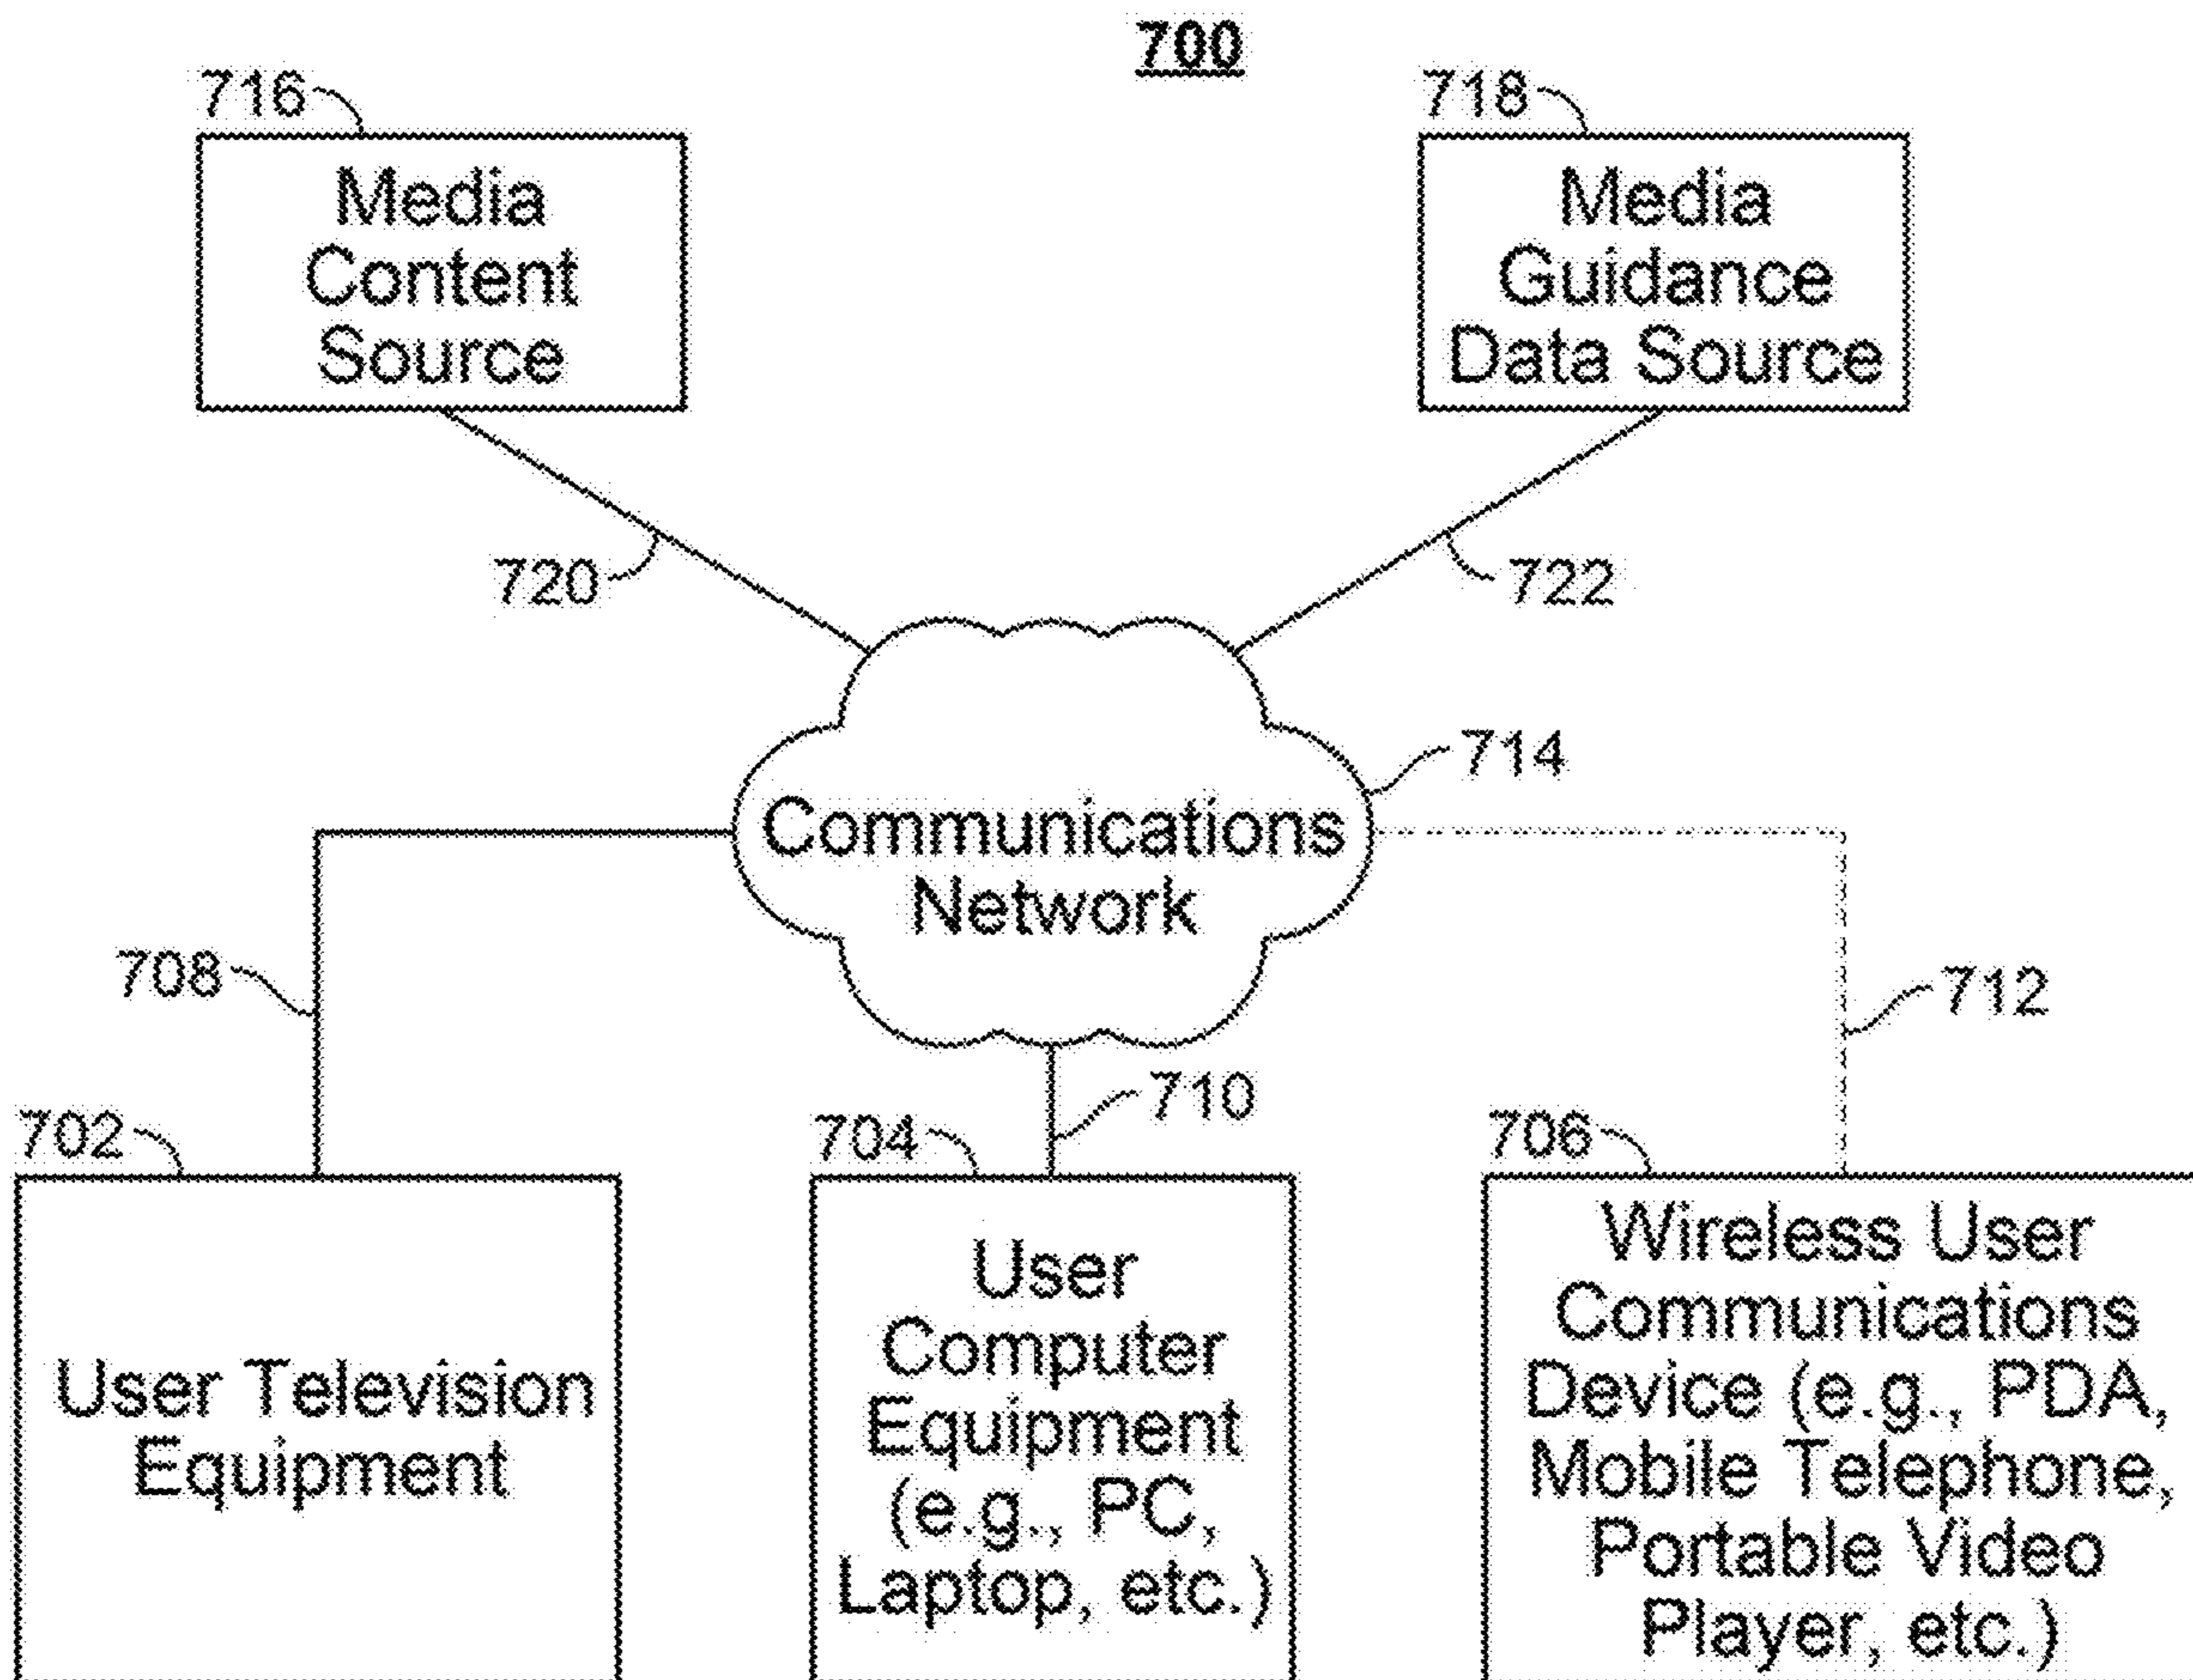 700
716
718
Media
Content
Source
Media
Guidance
Data Source
720
722
714
Communications
Network
708
712
710
702
704
706
User Television
Equipment
User
Computer
Equipment
(e.g., PC,
Laptop, etc.)
Wireless User
Communications
Device (e.g., PDA,
Mobile Telephone,
Portable Video
Player, etc.)